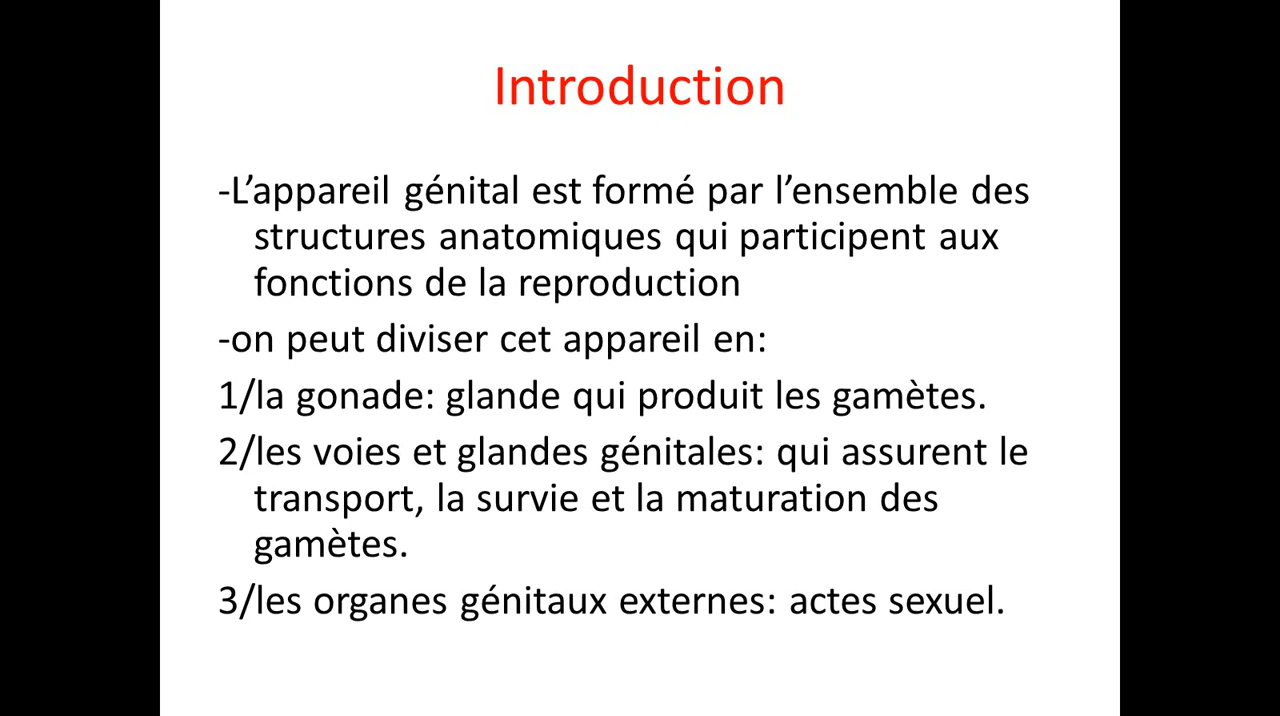 Introduction
-L’appareil génital est formé par l’ensemble des
structures anatomiques qui participent aux
fonctions de la reproduction
-on peut diviser cet appareil en:
1/la gonade: glande qui produit les gamètes.
2/les voies et glandes génitales: qui assurent le
transport, la survie et la maturation des
gamètes.
3/les organes génitaux externes: actes sexuel.